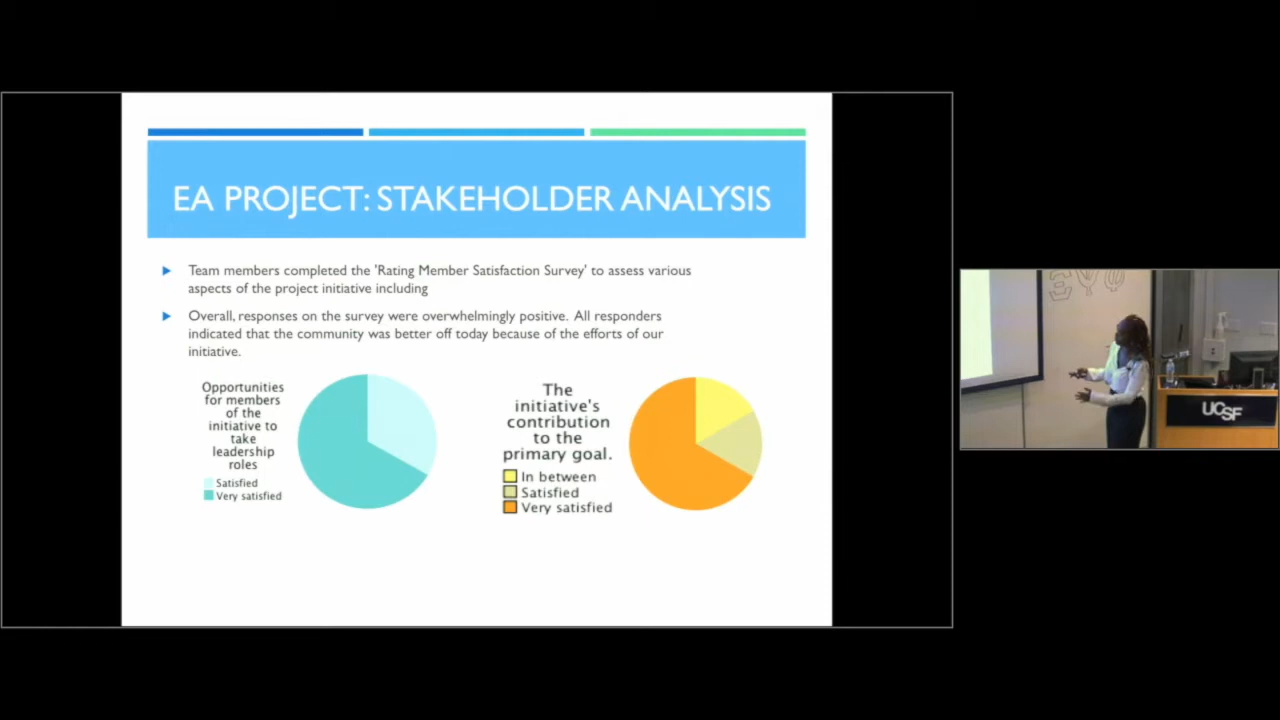 EA PROJECT: STAKEHOLDER ANALYSIS
Team members completed the 'Rating Member Satisfaction Survey' to assess various
aspects of the project initiative including
Overall, responses on the survey were overwhelmingly positive. All responders
indicated that the community was better off today because of the efforts of our
initiative.
Opportunities
for members
of the
initiative to
take
leadership
roles
Satisfied
Very satisfied
The
initiative's
contribution
to the
primary goal.
In between
Satisfied
Very satisfied
ΞΨΦ
UCSF